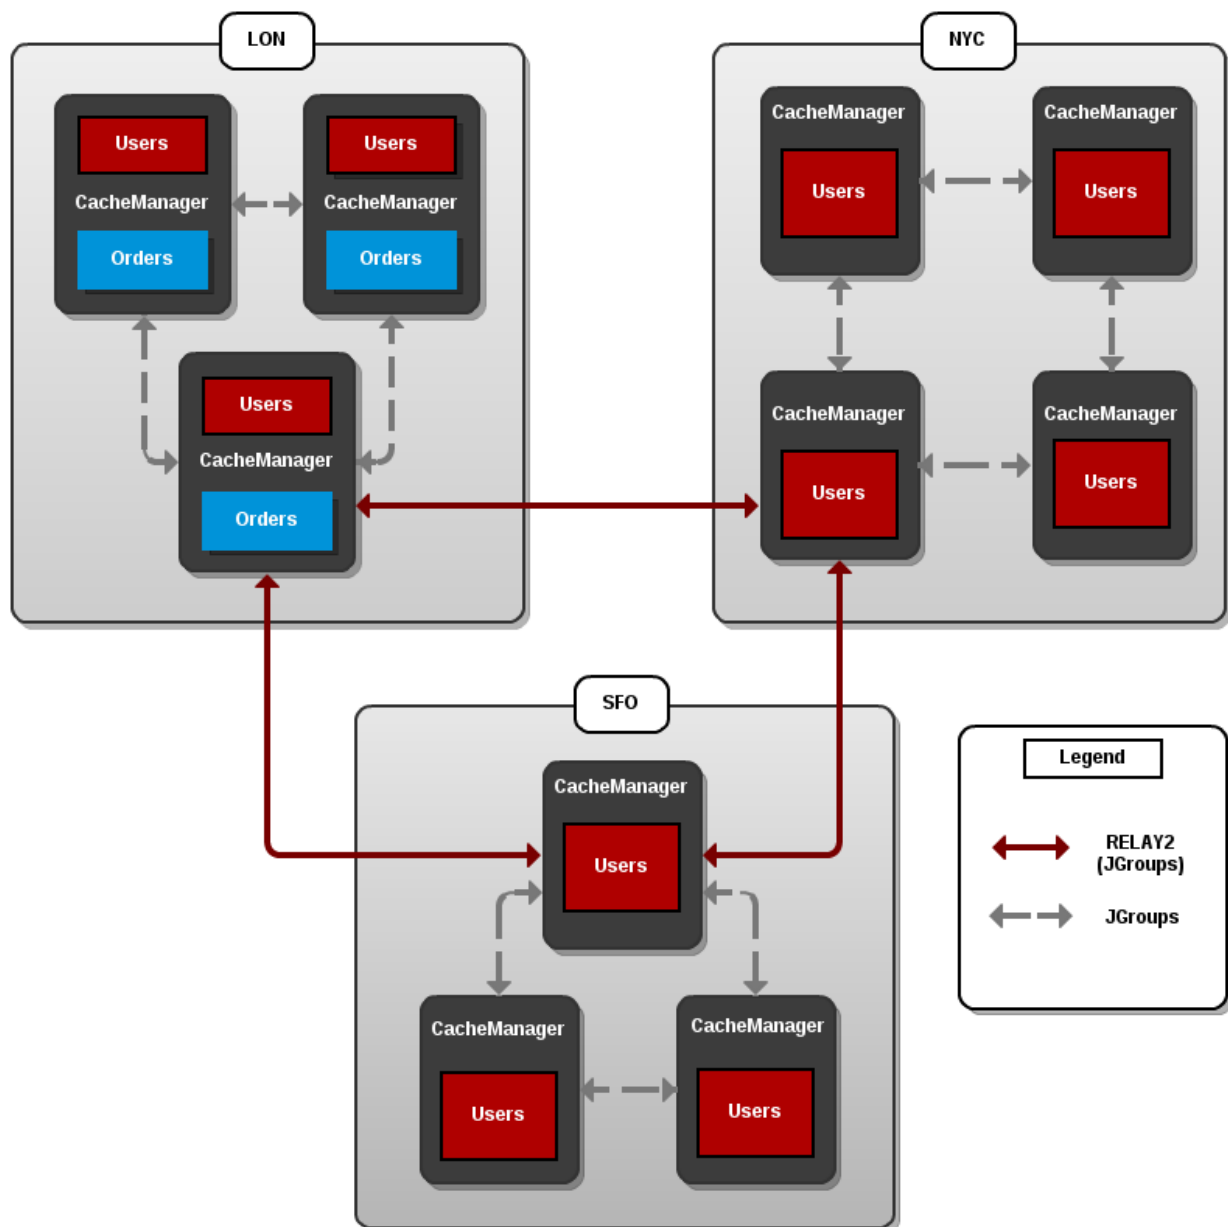 LON
Users
CacheManager
Orders
Users
CacheManager
Orders
Users
CacheManager
Orders
NYC
CacheManager
Users
CacheManager
Users
CacheManager
Users
CacheManager
Users
SFO
CacheManager
Users
CacheManager
Users
CacheManager
Users
Legend
RELAY2
(JGroups)
JGroups